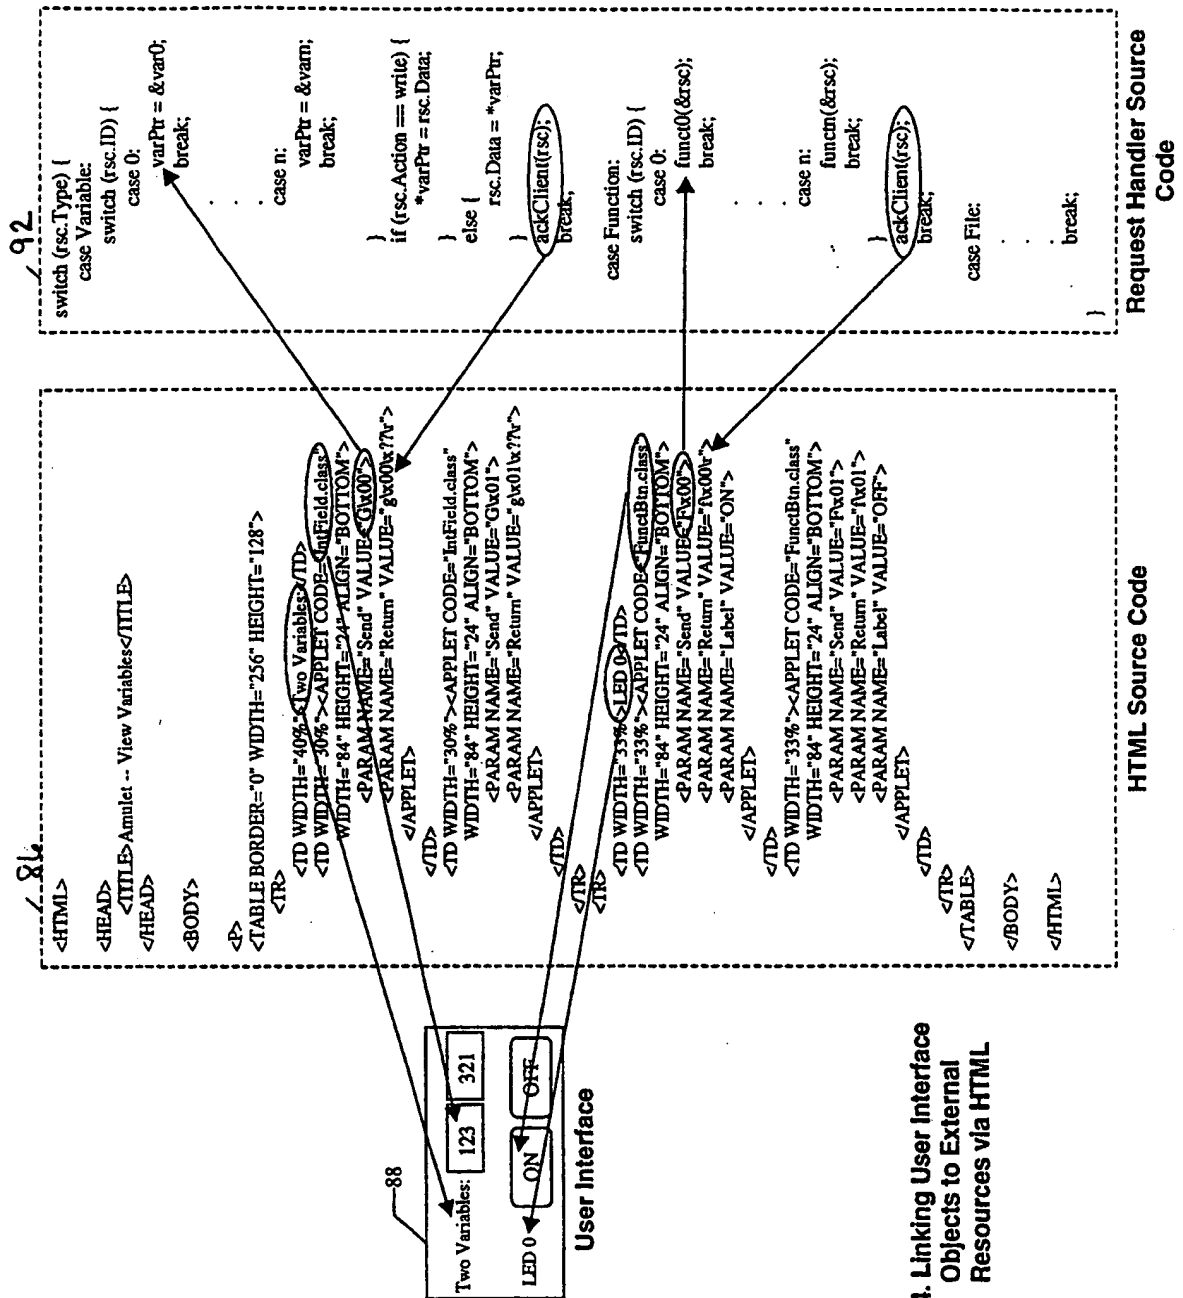 88
Two Variables: 123 321
LED 0 ON OFF
User Interface
4. Linking User Interface
Objects to External
Resources via HTML
86
<HTML>
<HEAD>
<TITLE>Amulet -- View Variables</TITLE>
</HEAD>
<BODY>
<P>
<TABLE BORDER="0" WIDTH="256" HEIGHT="128">
<TR>
<TD WIDTH="40%">Two Variables:</TD>
<TD WIDTH="30%"><APPLET CODE="IntField.class"
WIDTH="84" HEIGHT="24" ALIGN="BOTTOM">
<PARAM NAME="Send" VALUE="G\x00">
<PARAM NAME="Return" VALUE="g\x00\x??\r">
</APPLET>
</TD>
<TD WIDTH="30%"><APPLET CODE="IntField.class"
WIDTH="84" HEIGHT="24" ALIGN="BOTTOM">
<PARAM NAME="Send" VALUE="G\x01">
<PARAM NAME="Return" VALUE="g\x01\x??\r">
</APPLET>
</TD>
</TR>
<TR>
<TD WIDTH="33%">LED 0</TD>
<TD WIDTH="33%"><APPLET CODE="FunctBtn.class"
WIDTH="84" HEIGHT="24" ALIGN="BOTTOM">
<PARAM NAME="Send" VALUE="F\x00">
<PARAM NAME="Return" VALUE="f\x00\r">
<PARAM NAME="Label" VALUE="ON">
</APPLET>
</TD>
<TD WIDTH="33%"><APPLET CODE="FunctBtn.class"
WIDTH="84" HEIGHT="24" ALIGN="BOTTOM">
<PARAM NAME="Send" VALUE="F\x01">
<PARAM NAME="Return" VALUE="f\x01">
<PARAM NAME="Label" VALUE="OFF">
</APPLET>
</TD>
</TR>
</TABLE>
</BODY>
</HTML>
HTML Source Code
92
switch (rsc.Type) {
case Variable:
switch (rsc.ID) {
case 0:
varPtr = &var0;
break;
.
.
.
case n:
varPtr = &varn;
break;
}
if (rsc.Action == write) {
*varPtr = rsc.Data;
}
else {
rsc.Data = *varPtr;
}
ackClient(rsc);
break;
case Function:
switch (rsc.ID) {
case 0:
funct0(&rsc);
break;
.
.
.
case n:
functn(&rsc);
break;
}
ackClient(rsc);
break;
case File:
.
.
.
break;
}
Request Handler Source
Code